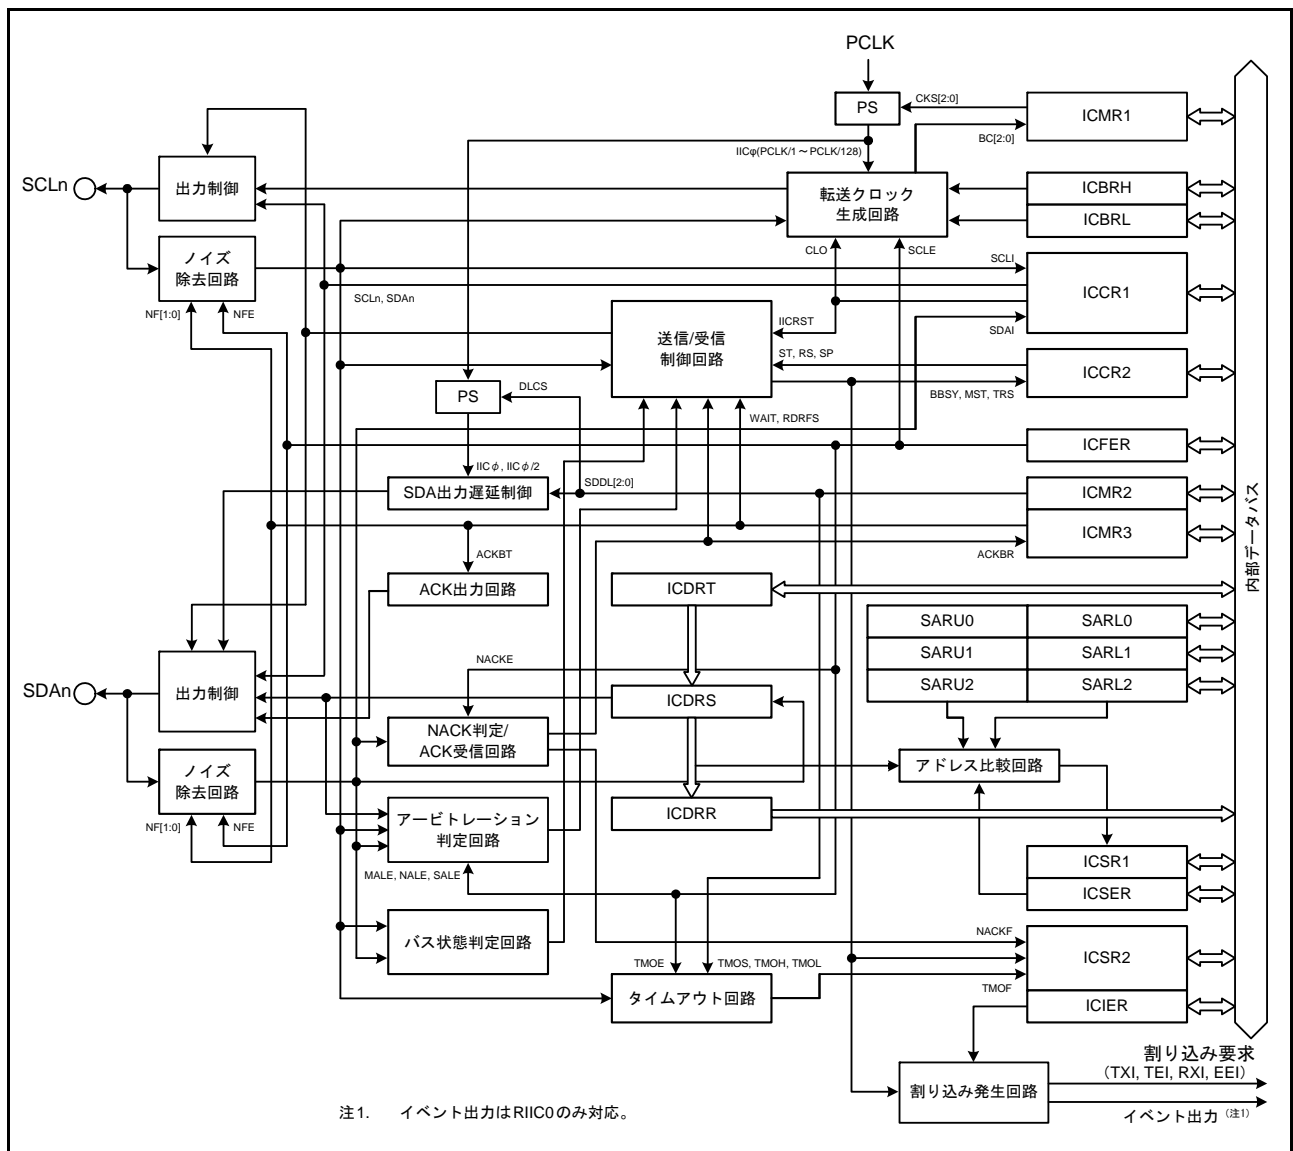 PCLK
PS
CKS[2:0]
ICMR1
BC[2:0]
IICφ(PCLK/1～PCLK/128)
SCLn
出力制御
転送クロック
生成回路
ICBRH
ICBRL
ノイズ
除去回路
CLO
SCLE
SCLI
ICCR1
SCLn, SDAn
NF[1:0]
NFE
送信/受信
制御回路
IICRST
SDAI
ST, RS, SP
ICCR2
BBSY, MST, TRS
PS
DLCS
WAIT, RDRFS
ICFER
IICφ, IICφ/2
SDA出力遅延制御
SDDL[2:0]
ICMR2
ICMR3
ACKBT
ACKBR
内部データバス
ACK出力回路
ICDRT
SARU0
SARL0
SARU1
SARL1
SARU2
SARL2
NACKE
SDAn
出力制御
ICDRS
NACK判定/
ACK受信回路
アドレス比較回路
ノイズ
除去回路
NF[1:0]
NFE
アービトレーション
判定回路
ICDRR
MALE, NALE, SALE
ICSR1
ICSER
バス状態判定回路
NACKF
ICSR2
TMOE
TMOS, TMOH, TMOL
タイムアウト回路
TMOF
ICIER
割り込み要求
（TXI, TEI, RXI, EEI）
割り込み発生回路
イベント出力（注1）
注1. イベント出力はRIIC0のみ対応。